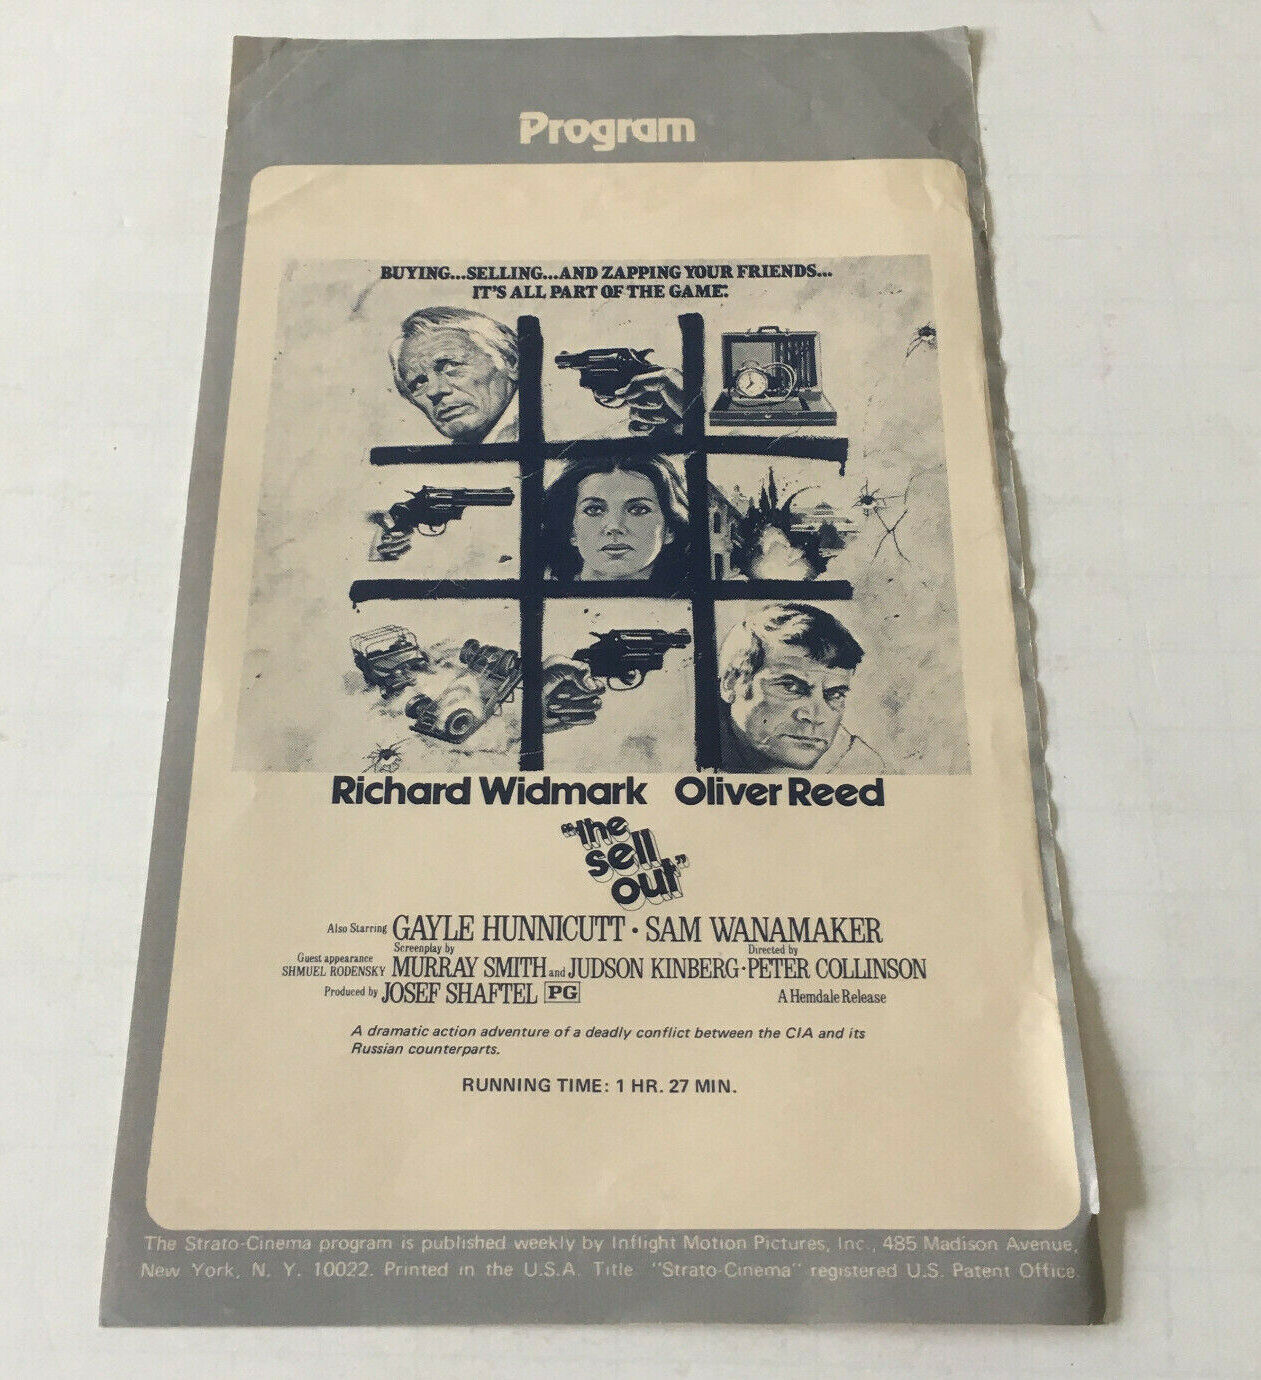 Program
BUYING...SELLING...AND ZAPPING YOUR FRIENDS...
IT'S ALL PART OF THE GAME.
Richard Widmark Oliver Reed
"the
sell
out"
Also Starring GAYLE HUNNICUTT · SAM WANAMAKER
Guest appearance SHMUEL RODENSKY
Screenplay by MURRAY SMITH and JUDSON KINBERG · Directed by PETER COLLINSON
Produced by JOSEF SHAFTEL PG A Hemdale Release
A dramatic action adventure of a deadly conflict between the CIA and its
Russian counterparts.
RUNNING TIME: 1 HR. 27 MIN.
The Strato-Cinema program is published weekly by Inflight Motion Pictures, Inc., 485 Madison Avenue,
New York, N. Y. 10022. Printed in the U.S.A. Title "Strato-Cinema" registered U.S. Patent Office